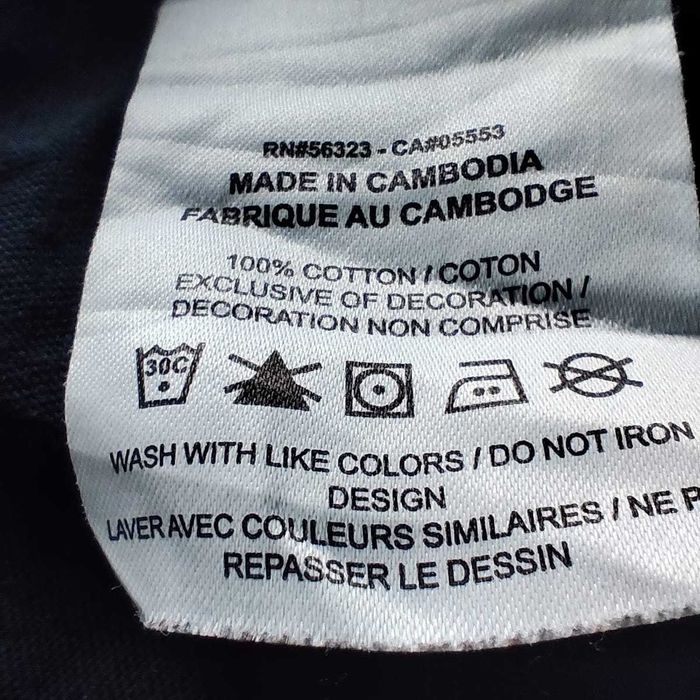 RN#56323 - CA#05553
MADE IN CAMBODIA
FABRIQUE AU CAMBODGE
100% COTTON / COTON
EXCLUSIVE OF DECORATION /
DECORATION NON COMPRISE
30C
WASH WITH LIKE COLORS / DO NOT IRON
DESIGN
LAVER AVEC COULEURS SIMILAIRES / NE P
REPASSER LE DESSIN